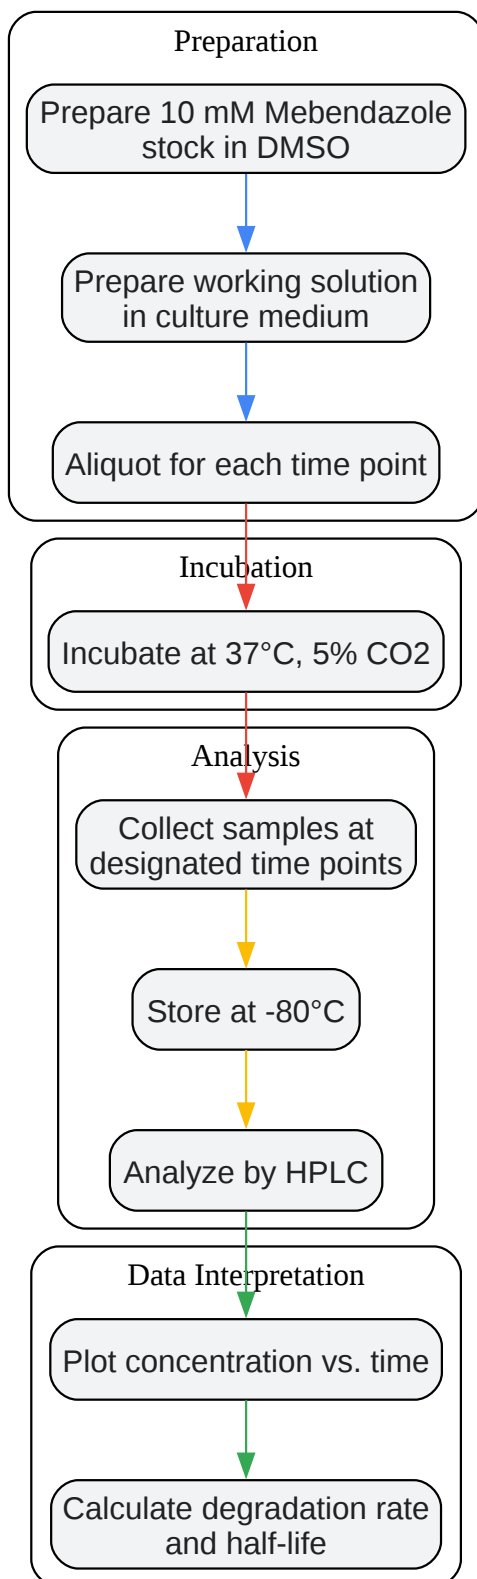 Preparation
Prepare 10 mM Mebendazole
stock in DMSO
Prepare working solution
in culture medium
Aliquot for each time point
Incubation
Incubate at 37°C, 5% CO2
Analysis
Collect samples at
designated time points
Store at -80°C
Analyze by HPLC
Data Interpretation
Plot concentration vs. time
Calculate degradation rate
and half-life